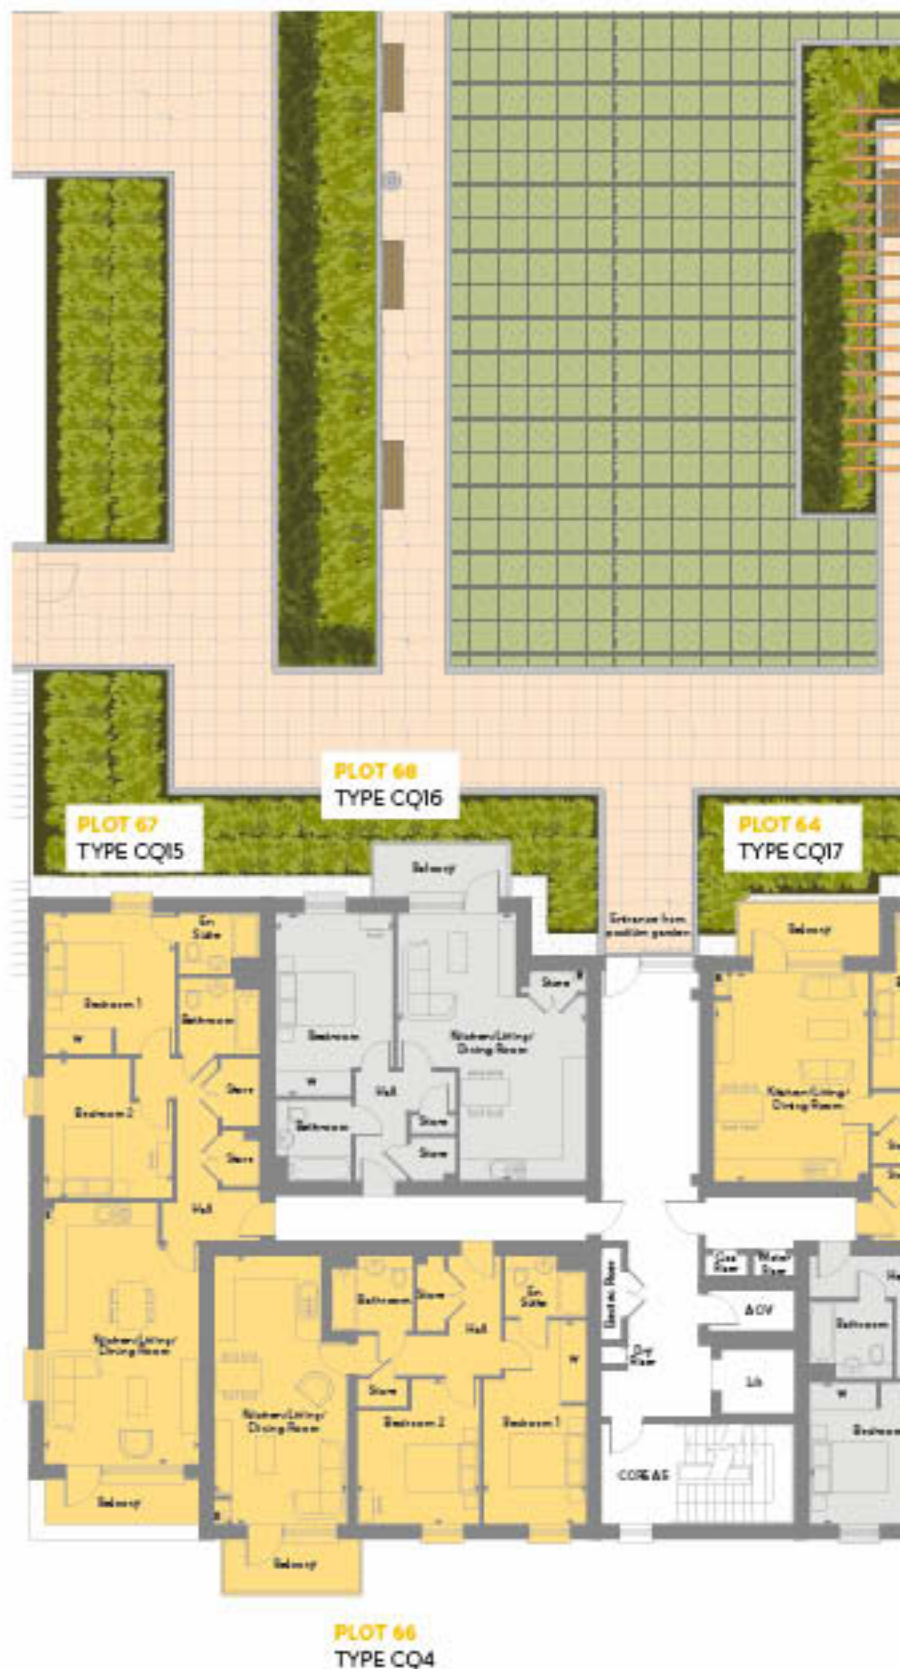 PLOT 68
TYPE CQ16
PLOT 67
TYPE CQ15
PLOT 64
TYPE CQ17
Balcony
Entrance from
podium garden
Balcony
En
Suite
Bedroom 1
Bathroom
W
Store
Bedroom 2
Store
Hall
Kitchen/Living/
Dining Room
Balcony
Bedroom
W
Bathroom
Hall
Kitchen/Living/
Dining Room
Store
Store
Store
Kitchen/Living/
Dining Room
Kitchen/Living/
Dining Room
Balcony
Bathroom
Store
Hall
En
Suite
W
Store
Bedroom 2
Bedroom 1
Electric Riser
Dry
Riser
Gas
Riser
Water
Riser
AOV
Lift
Bathroom
W
Bedroom
PLOT 66
TYPE CQ4